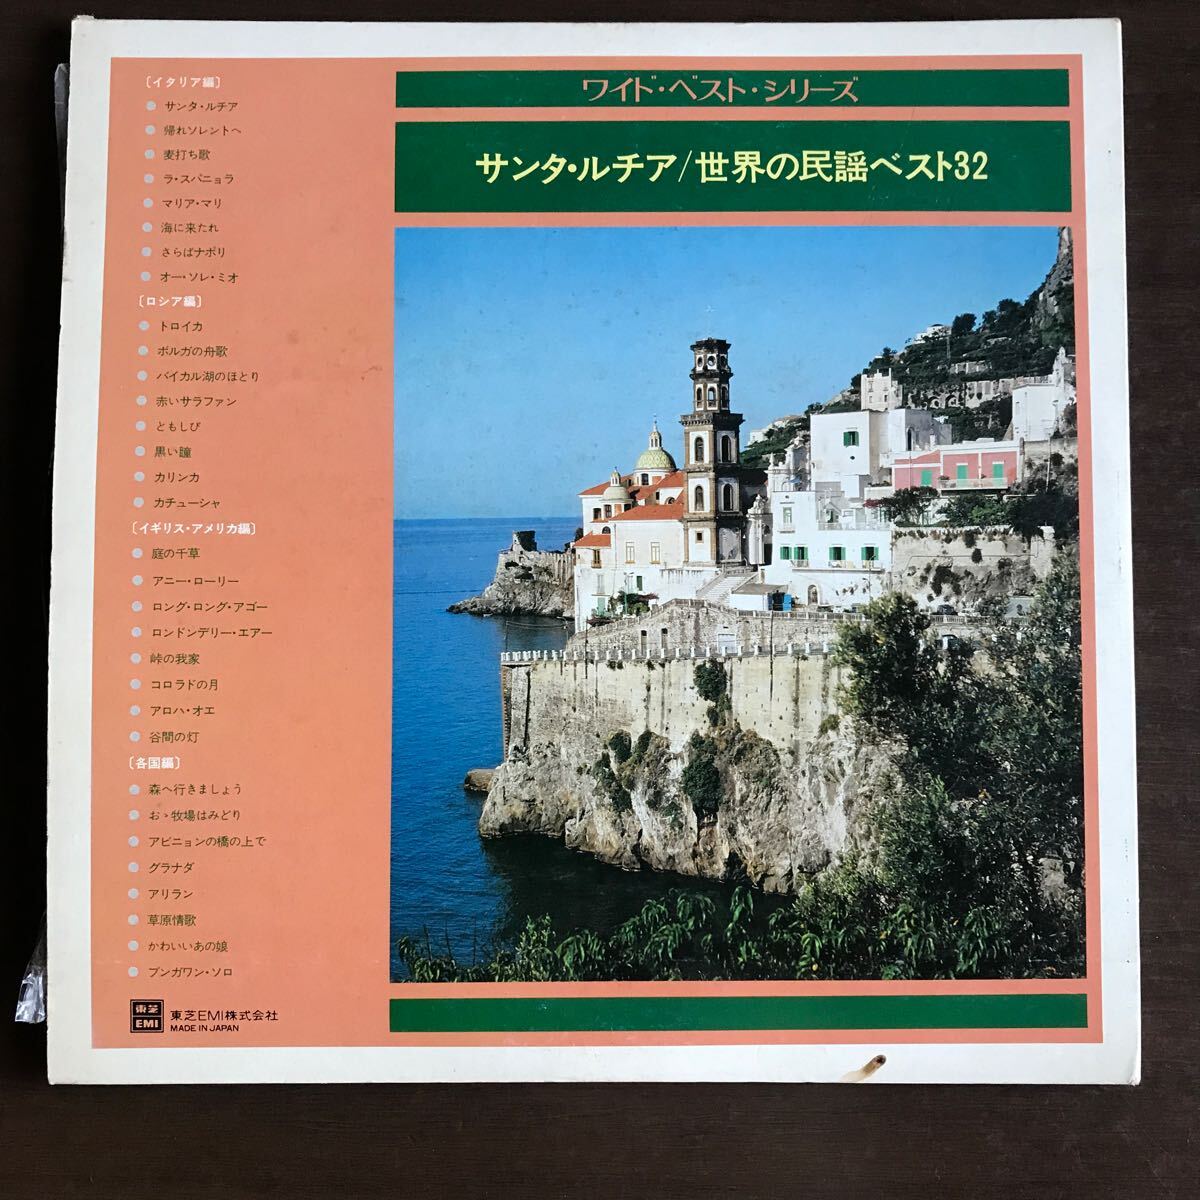 〔イタリア編〕
サンタ・ルチア
帰れソレントへ
麦打ち歌
ラ・スパニョラ
マリア・マリ
海に来たれ
さらばナポリ
オー・ソレ・ミオ
〔ロシア編〕
トロイカ
ボルガの舟歌
バイカル湖のほとり
赤いサラファン
ともしび
黒い瞳
カリンカ
カチューシャ
〔イギリス・アメリカ編〕
庭の千草
アニー・ローリー
ロング・ロング・アゴー
ロンドンデリー・エアー
峠の我家
コロラドの月
アロハ・オエ
谷間の灯
〔各国編〕
森へ行きましょう
おゝ牧場はみどり
アビニョンの橋の上で
グラナダ
アリラン
草原情歌
かわいいあの娘
ブンガワン・ソロ
東芝
EMI
東芝EMI株式会社
MADE IN JAPAN
ワイド・ベスト・シリーズ
サンタ・ルチア/世界の民謡ベスト32